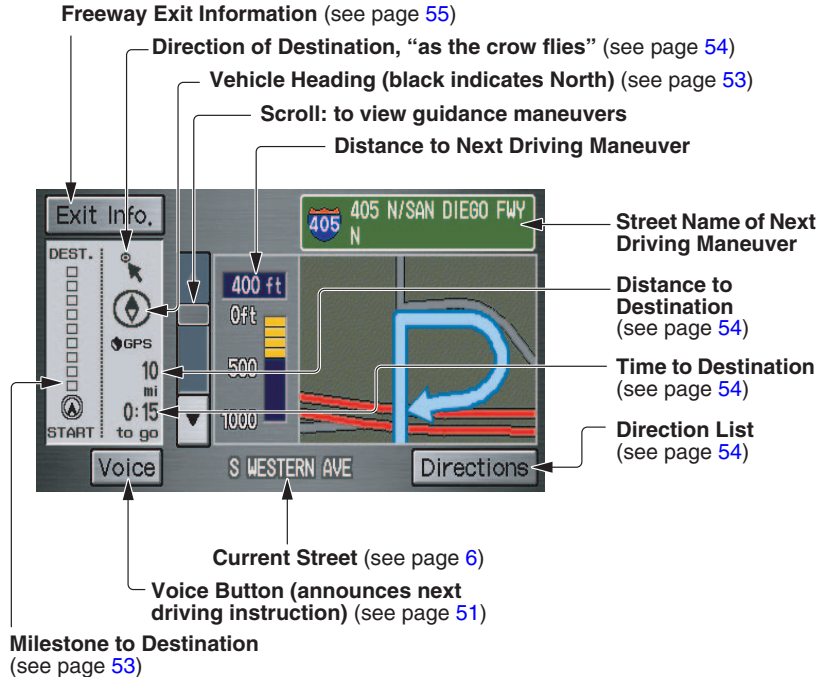 Freeway Exit Information (see page 55)
Direction of Destination, “as the crow flies” (see page 54)
Vehicle Heading (black indicates North) (see page 53)
Scroll: to view guidance maneuvers
Distance to Next Driving Maneuver
Exit Info.
405
405 N/SAN DIEGO FWY
N
Street Name of Next
Driving Maneuver
DEST.
400 ft
0ft
GPS
500
10
mi
0:15
1000
START
to go
Distance to
Destination
(see page 54)
Time to Destination
(see page 54)
Direction List
(see page 54)
Voice
S WESTERN AVE
Directions
Current Street (see page 6)
Voice Button (announces next
driving instruction) (see page 51)
Milestone to Destination
(see page 53)